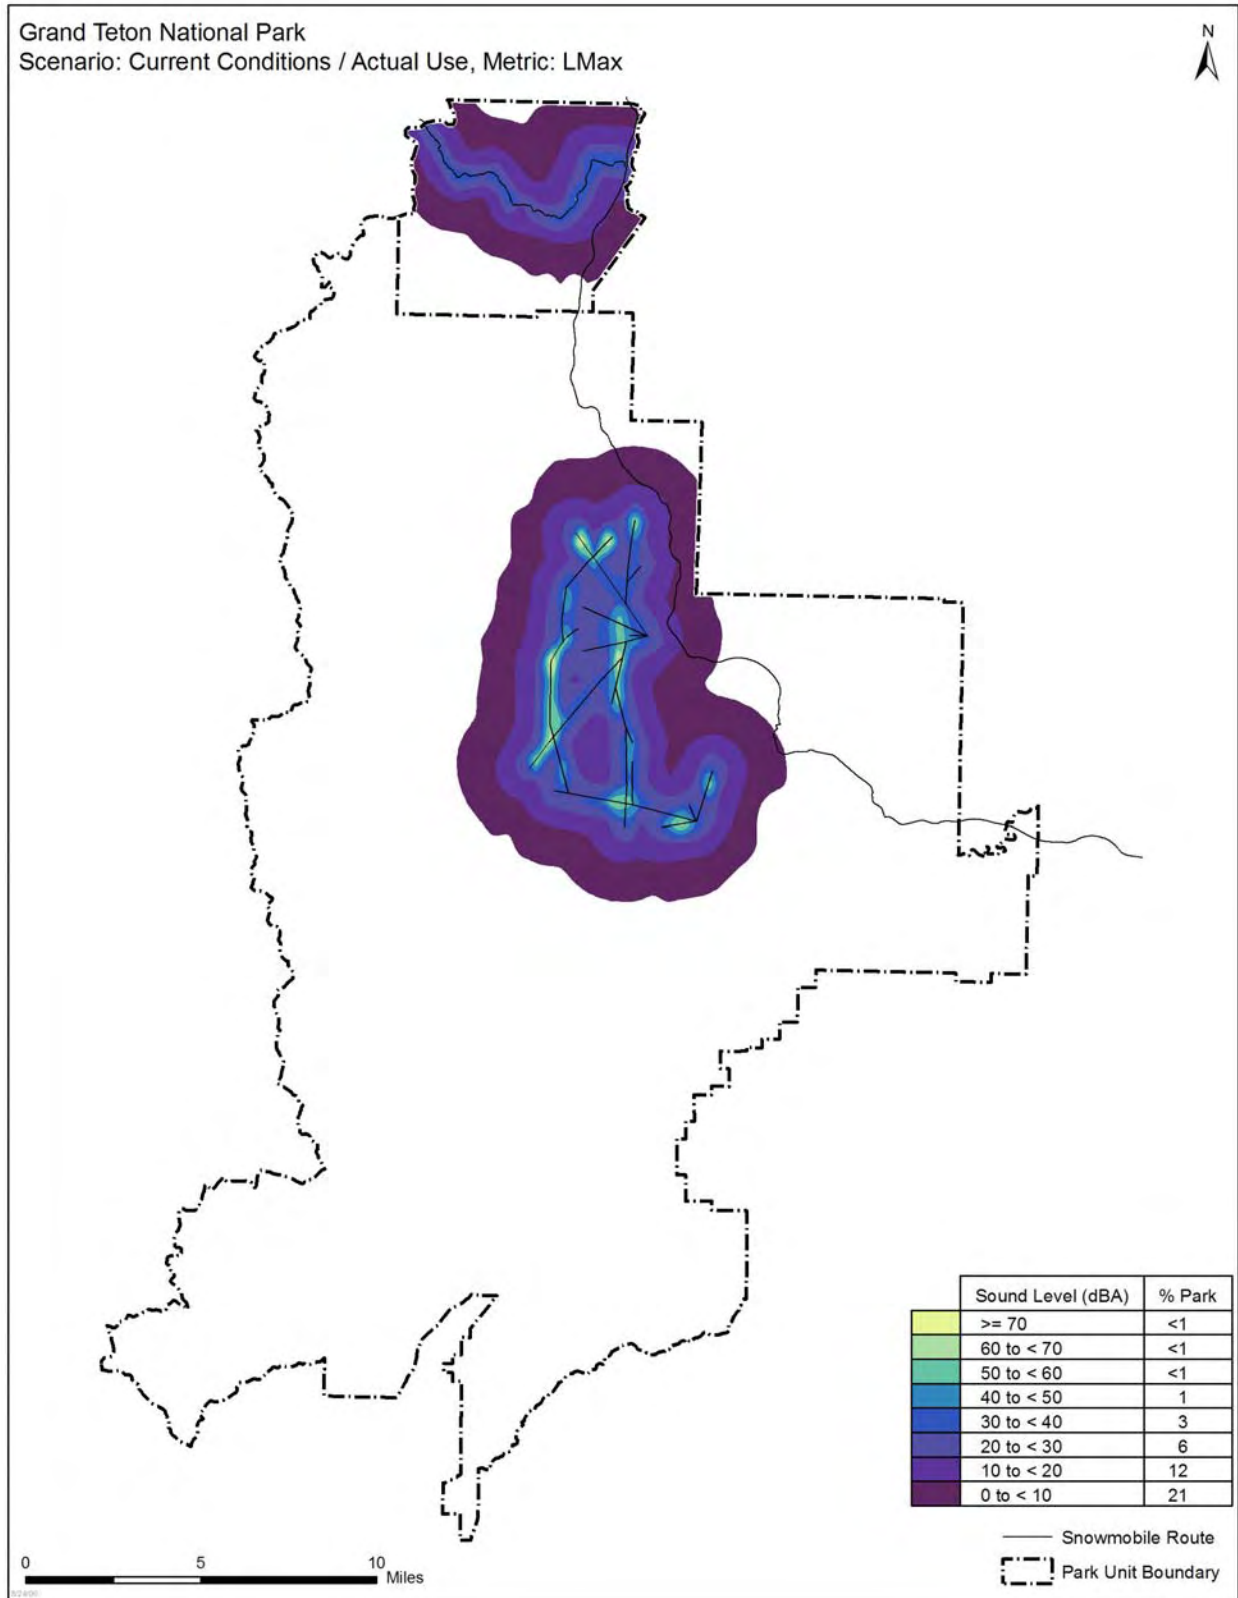 Grand Teton National Park
Scenario: Current Conditions / Actual Use, Metric: LMax
N
Sound Level (dBA) % Park
>= 70 <1
60 to < 70 <1
50 to < 60 <1
40 to < 50 1
30 to < 40 3
20 to < 30 6
10 to < 20 12
0 to < 10 21
Snowmobile Route
Park Unit Boundary
0 5 10
Miles